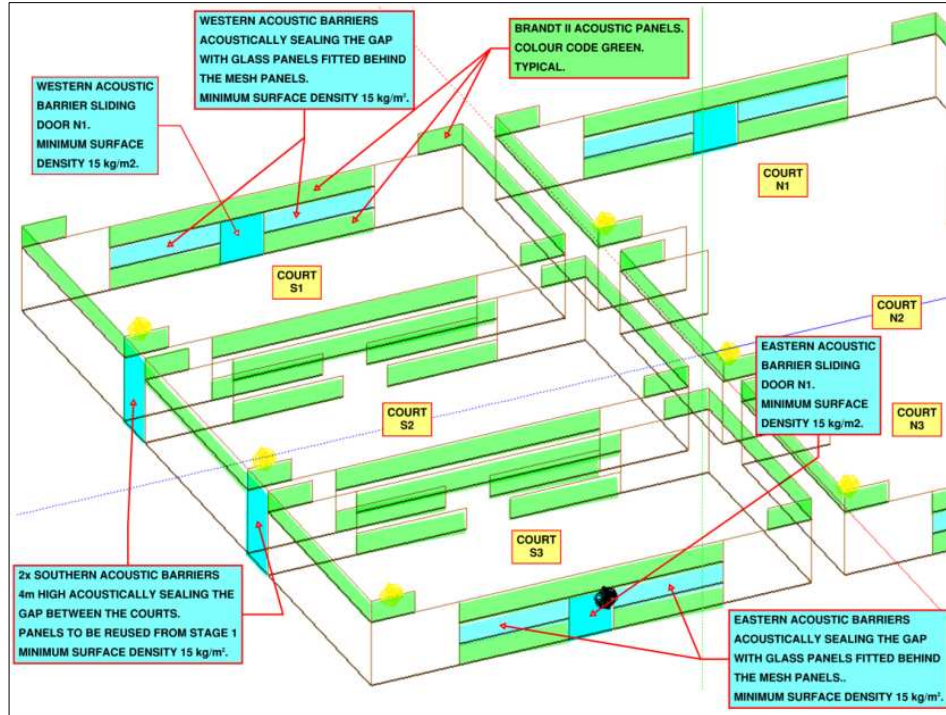 WESTERN ACOUSTIC BARRIERS
ACOUSTICALLY SEALING THE GAP
WITH GLASS PANELS FITTED BEHIND
THE MESH PANELS.
MINIMUM SURFACE DENSITY 15 kg/m².
BRANDT II ACOUSTIC PANELS.
COLOUR CODE GREEN.
TYPICAL.
WESTERN ACOUSTIC
BARRIER SLIDING
DOOR N1.
MINIMUM SURFACE
DENSITY 15 kg/m2.
COURT
N1
COURT
S1
COURT
N2
EASTERN ACOUSTIC
BARRIER SLIDING
DOOR N1.
MINIMUM SURFACE
DENSITY 15 kg/m2.
COURT
S2
COURT
N3
COURT
S3
2x SOUTHERN ACOUSTIC BARRIERS
4m HIGH ACOUSTICALLY SEALING THE
GAP BETWEEN THE COURTS.
PANELS TO BE REUSED FROM STAGE 1
MINIMUM SURFACE DENSITY 15 kg/m².
EASTERN ACOUSTIC BARRIERS
ACOUSTICALLY SEALING THE GAP
WITH GLASS PANELS FITTED BEHIND
THE MESH PANELS..
MINIMUM SURFACE DENSITY 15 kg/m².